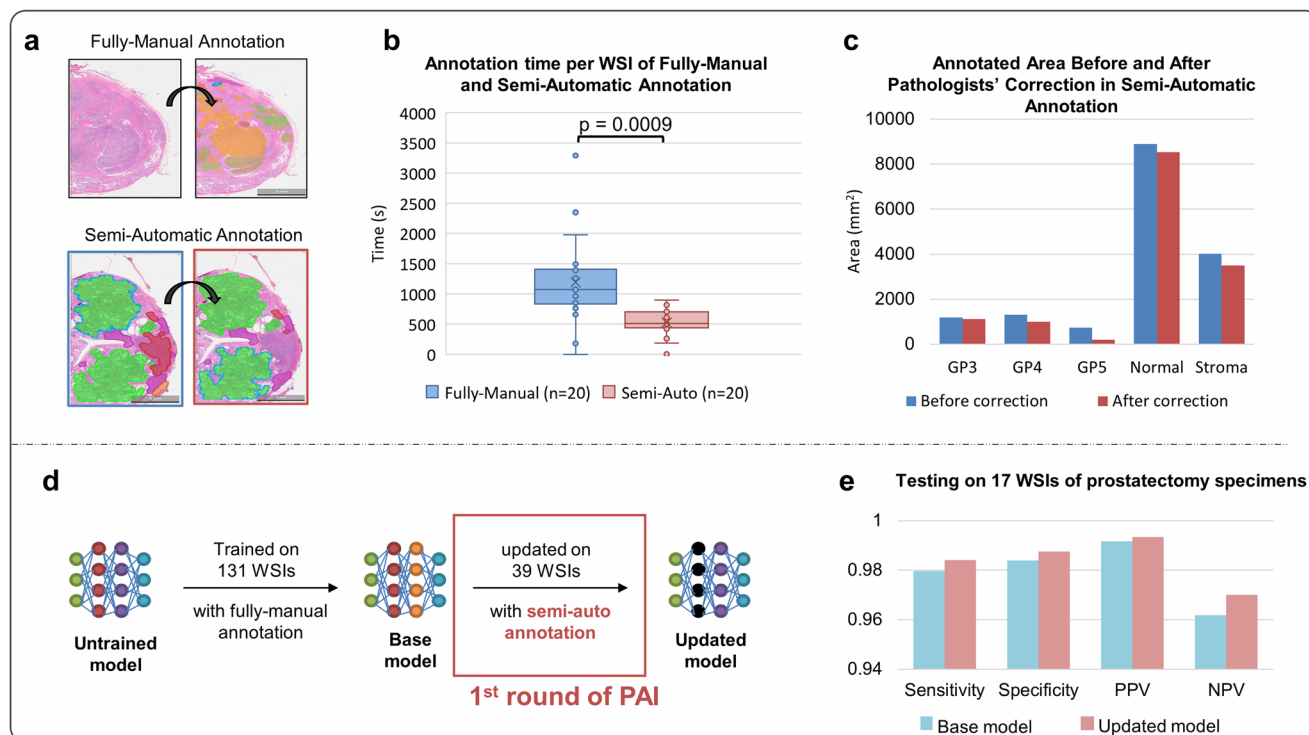 a
Fully-Manual Annotation
Semi-Automatic Annotation
b
Annotation time per WSI of Fully-Manual
and Semi-Automatic Annotation
p = 0.0009
Time (s)
4000
3500
3000
2500
2000
1500
1000
500
0
Fully-Manual (n=20)
Semi-Auto (n=20)
c
Annotated Area Before and After
Pathologists' Correction in Semi-Automatic
Annotation
Area (mm²)
10000
8000
6000
4000
2000
0
GP3
GP4
GP5
Normal
Stroma
Before correction
After correction
d
Untrained
model
Trained on
131 WSIs
with fully-manual
annotation
Base
model
updated on
39 WSIs
with semi-auto
annotation
Updated
model
1st round of PAI
e
Testing on 17 WSIs of prostatectomy specimens
1
0.98
0.96
0.94
Sensitivity
Specificity
PPV
NPV
Base model
Updated model